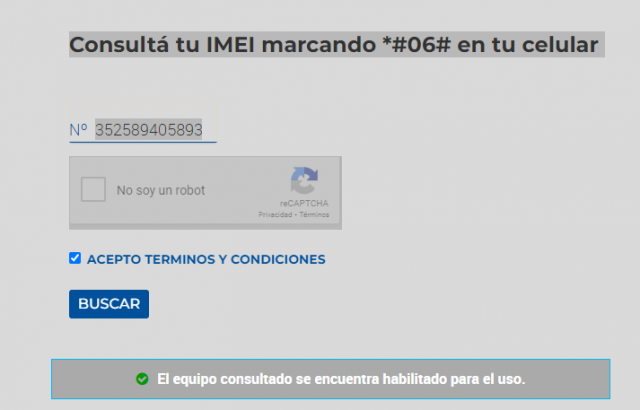 Consultá tu IMEI marcando *#06# en tu celular
Nº 352589405893
No soy un robot
reCAPTCHA
Privacidad - Términos
ACEPTO TERMINOS Y CONDICIONES
BUSCAR
El equipo consultado se encuentra habilitado para el uso.